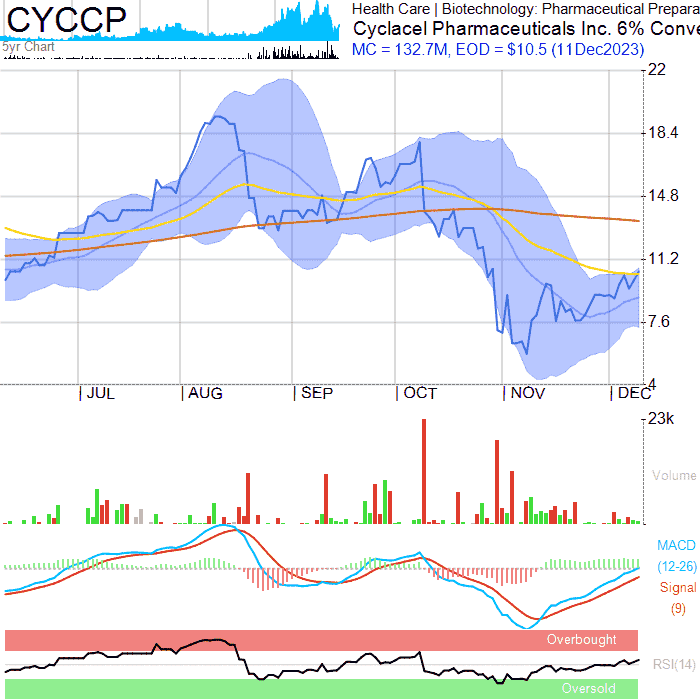 CYCCP
5yr Chart
Health Care | Biotechnology: Pharmaceutical Prepara
Cyclacel Pharmaceuticals Inc. 6% Conve
MC = 132.7M, EOD = $10.5 (11Dec2023)
22
18.4
14.8
11.2
7.6
4
| JUL | AUG | SEP | OCT | NOV | DEC
23k
Volume
MACD
(12-26)
Signal
(9)
Overbought
RSI(14)
Oversold